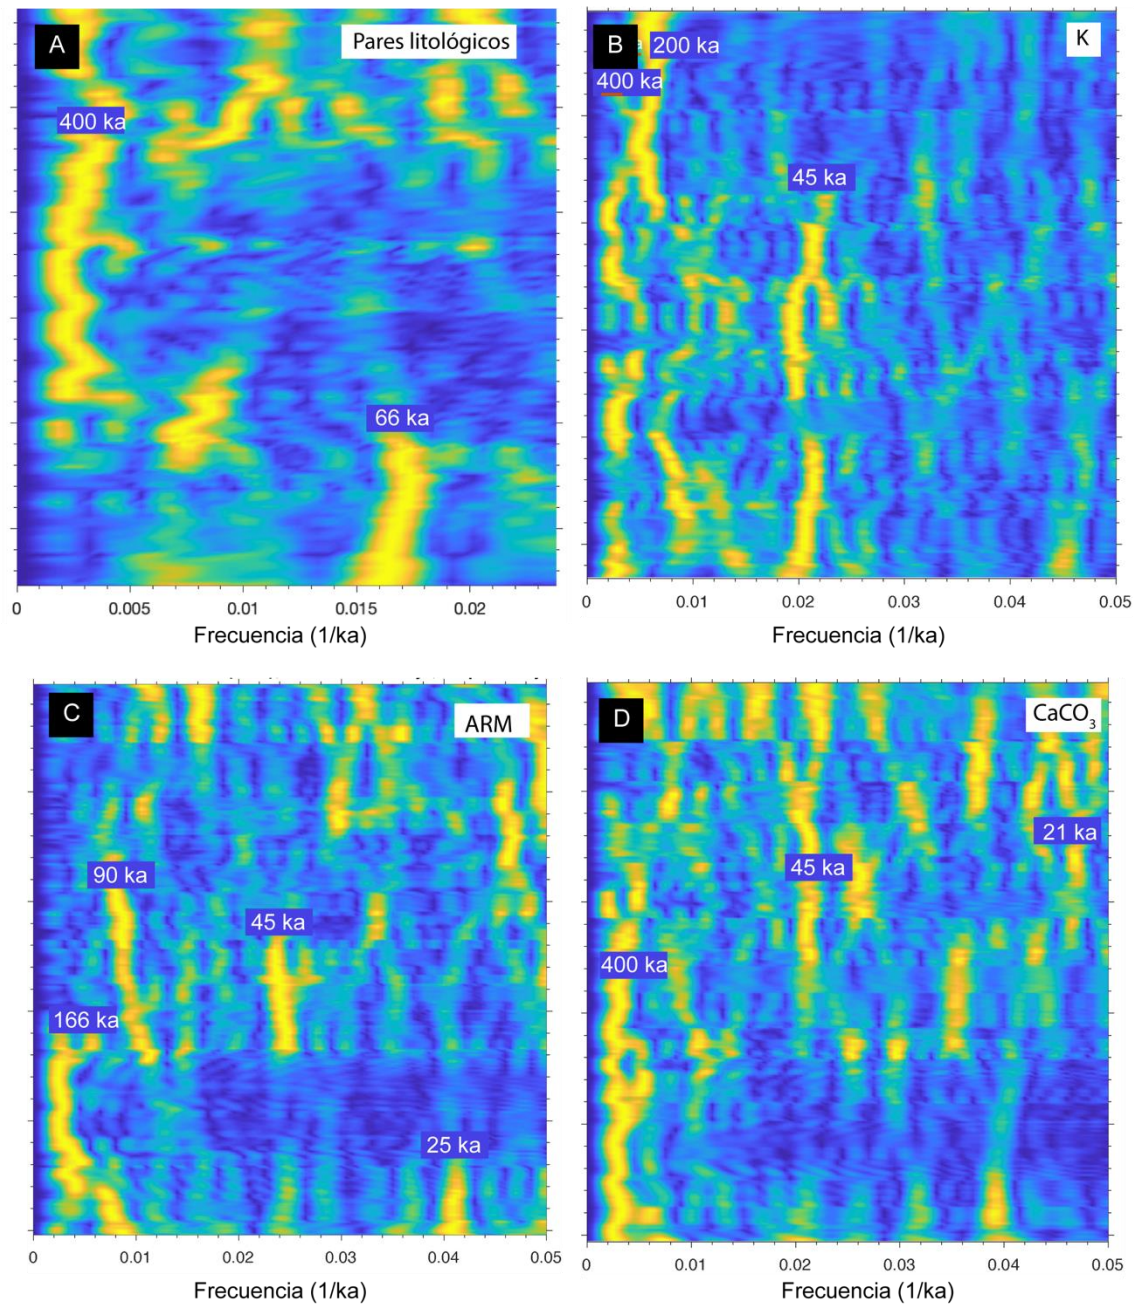 A
Pares litológicos
400 ka
66 ka
0 0.005 0.01 0.015 0.02
Frecuencia (1/ka)
B
200 ka
K
400 ka
45 ka
0 0.01 0.02 0.03 0.04 0.05
Frecuencia (1/ka)
C
ARM
90 ka
45 ka
166 ka
25 ka
0 0.01 0.02 0.03 0.04 0.05
Frecuencia (1/ka)
D
CaCO₃
21 ka
45 ka
400 ka
0 0.01 0.02 0.03 0.04 0.05
Frecuencia (1/ka)